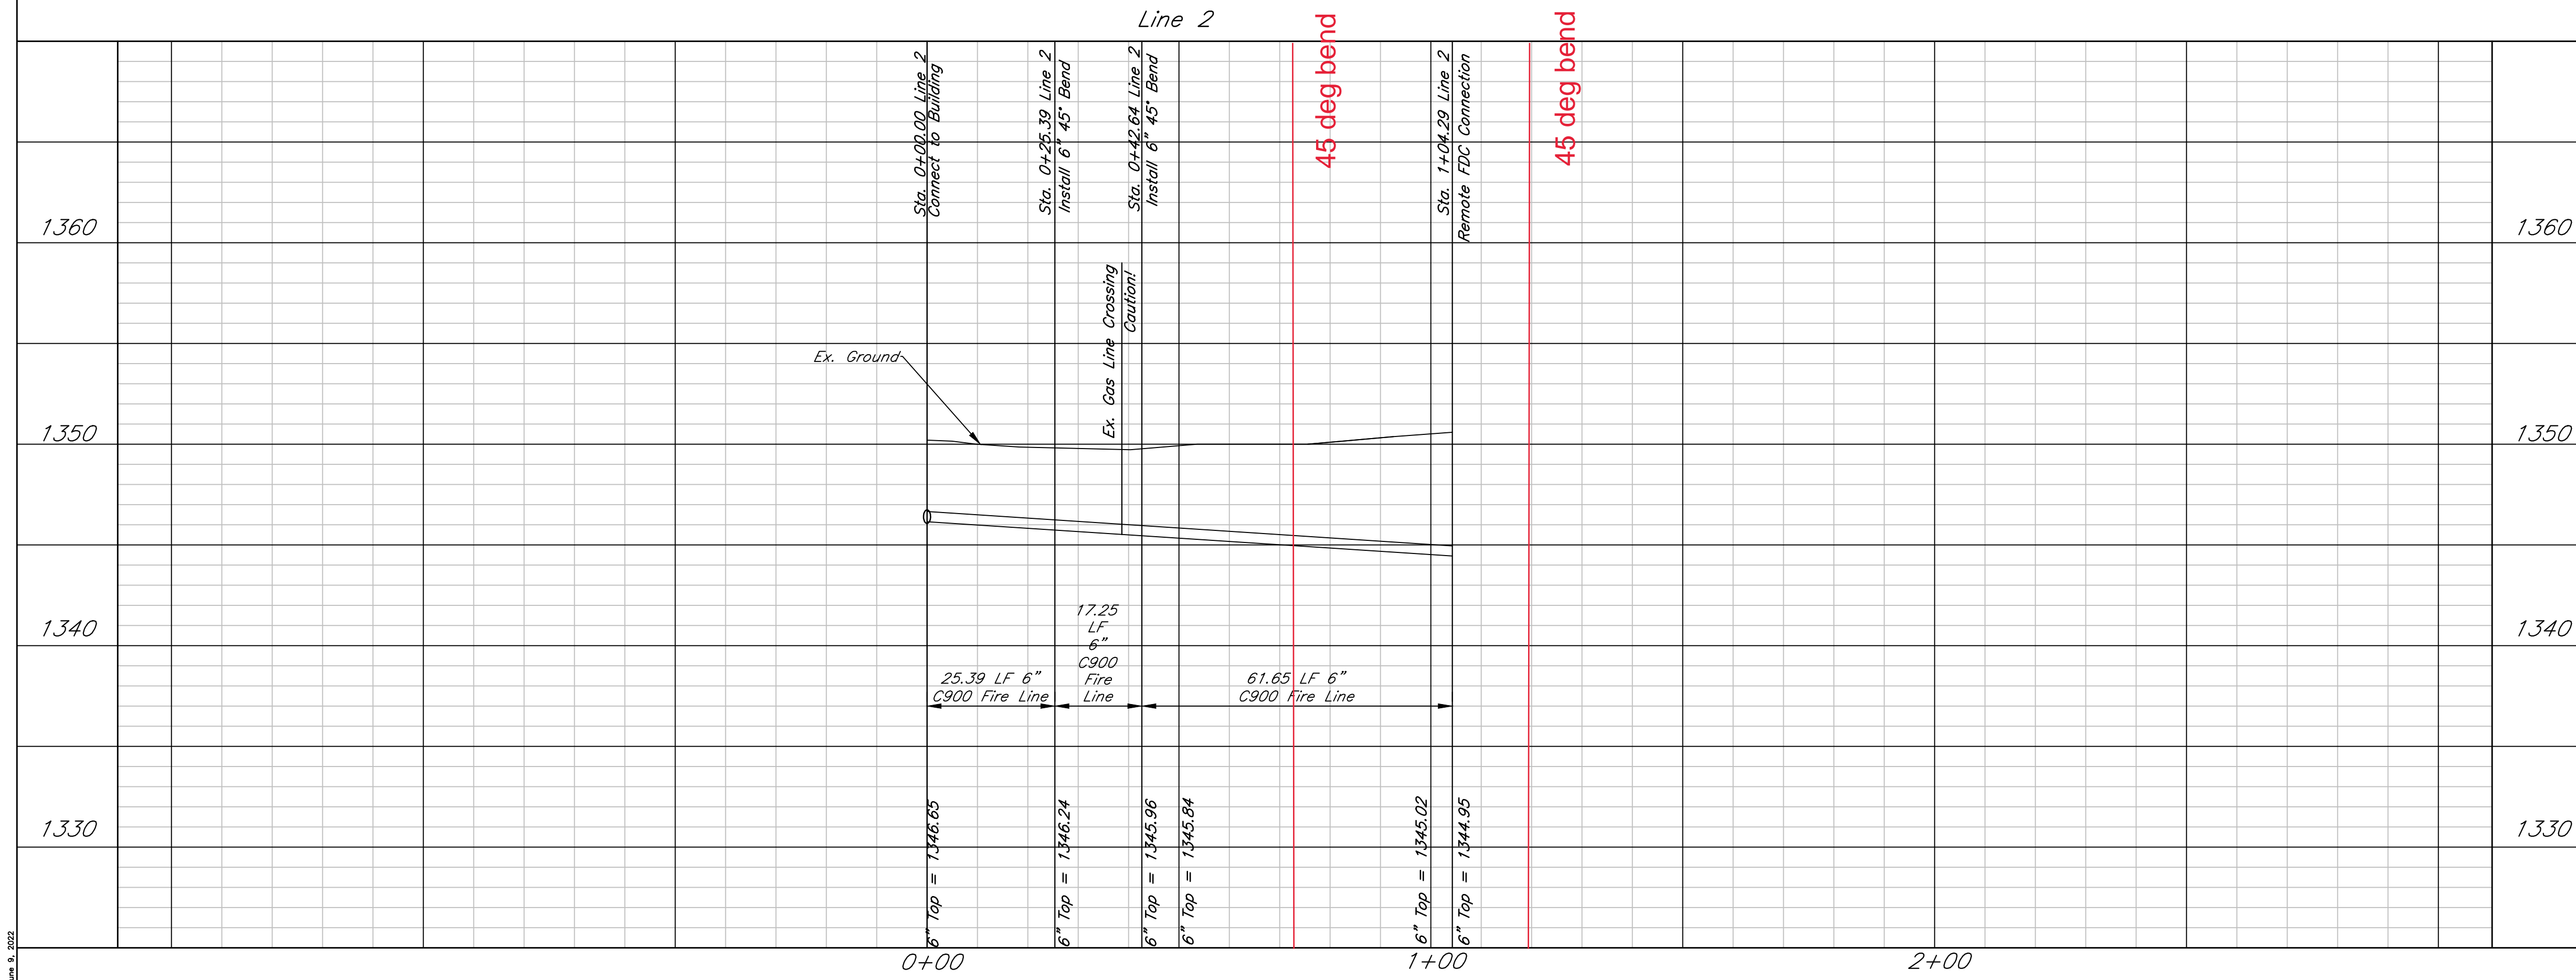 Line 2
Sta. 0+00.00 Line 2
Connect to Building
Sta. 0+25.39 Line 2
Install 6" 45° Bend
Sta. 0+42.64 Line 2
Install 6" 45° Bend
45 deg bend
Sta. 1+04.29 Line 2
Remote FDC Connection
45 deg bend
1360
1360
Ex. Gas Line Crossing
Caution!
Ex. Ground
1350
1350
1340
1340
17.25
LF
6"
C900
Fire
Line
25.39 LF 6"
C900 Fire Line
61.65 LF 6"
C900 Fire Line
1330
1330
6" Top = 1346.65
6" Top = 1346.24
6" Top = 1345.96
6" Top = 1345.84
6" Top = 1345.02
6" Top = 1344.95
0+00
1+00
2+00
9, 2022